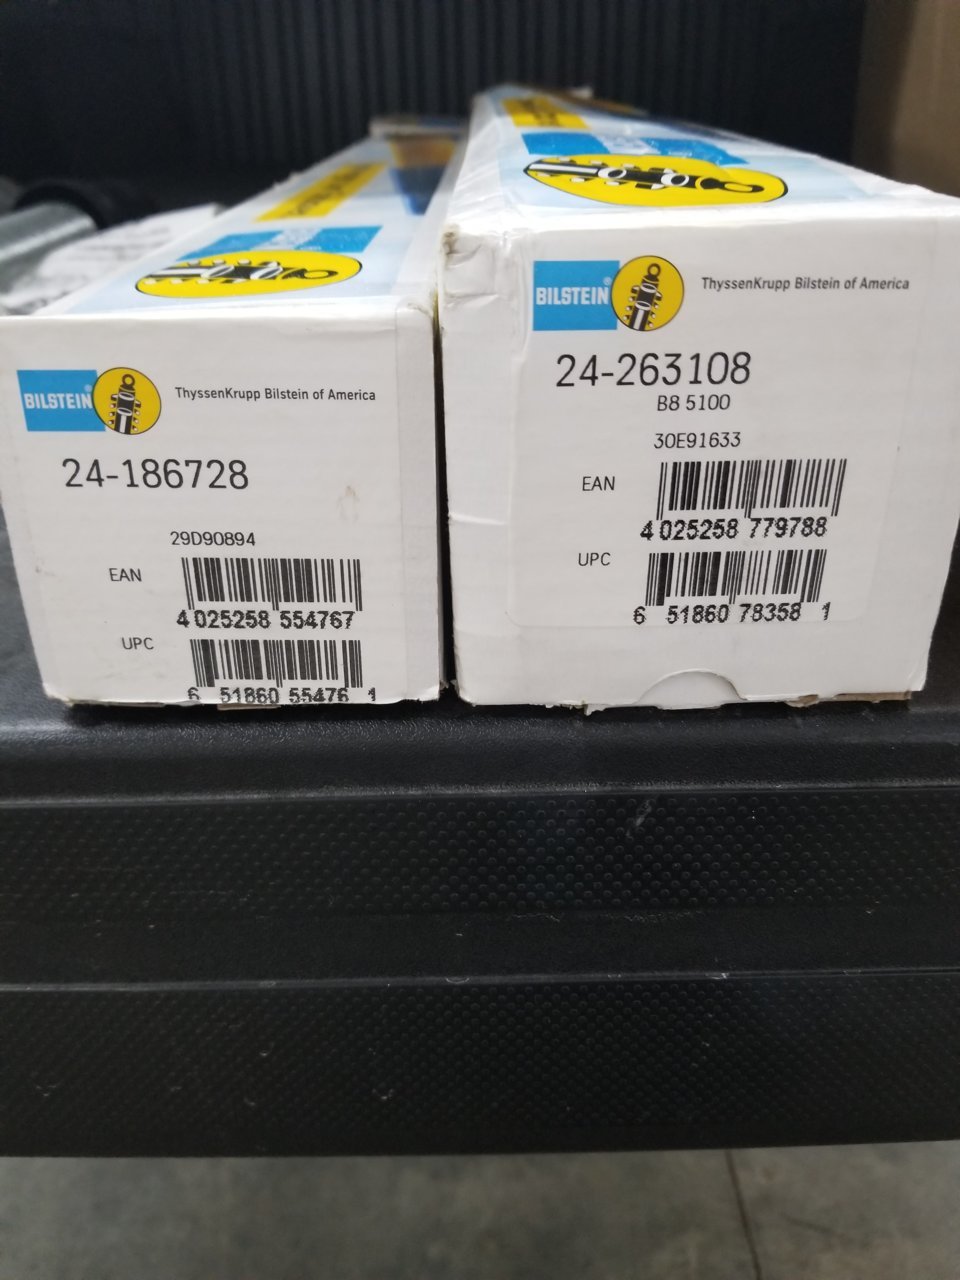 BILSTEIN
ThyssenKrupp Bilstein of America
24-186728
29D90894
EAN
4 025258 554767
UPC
6 51860 55476 1
BILSTEIN
ThyssenKrupp Bilstein of America
24-263108
B8 5100
30E91633
EAN
4 025258 779788
UPC
6 51860 78358 1